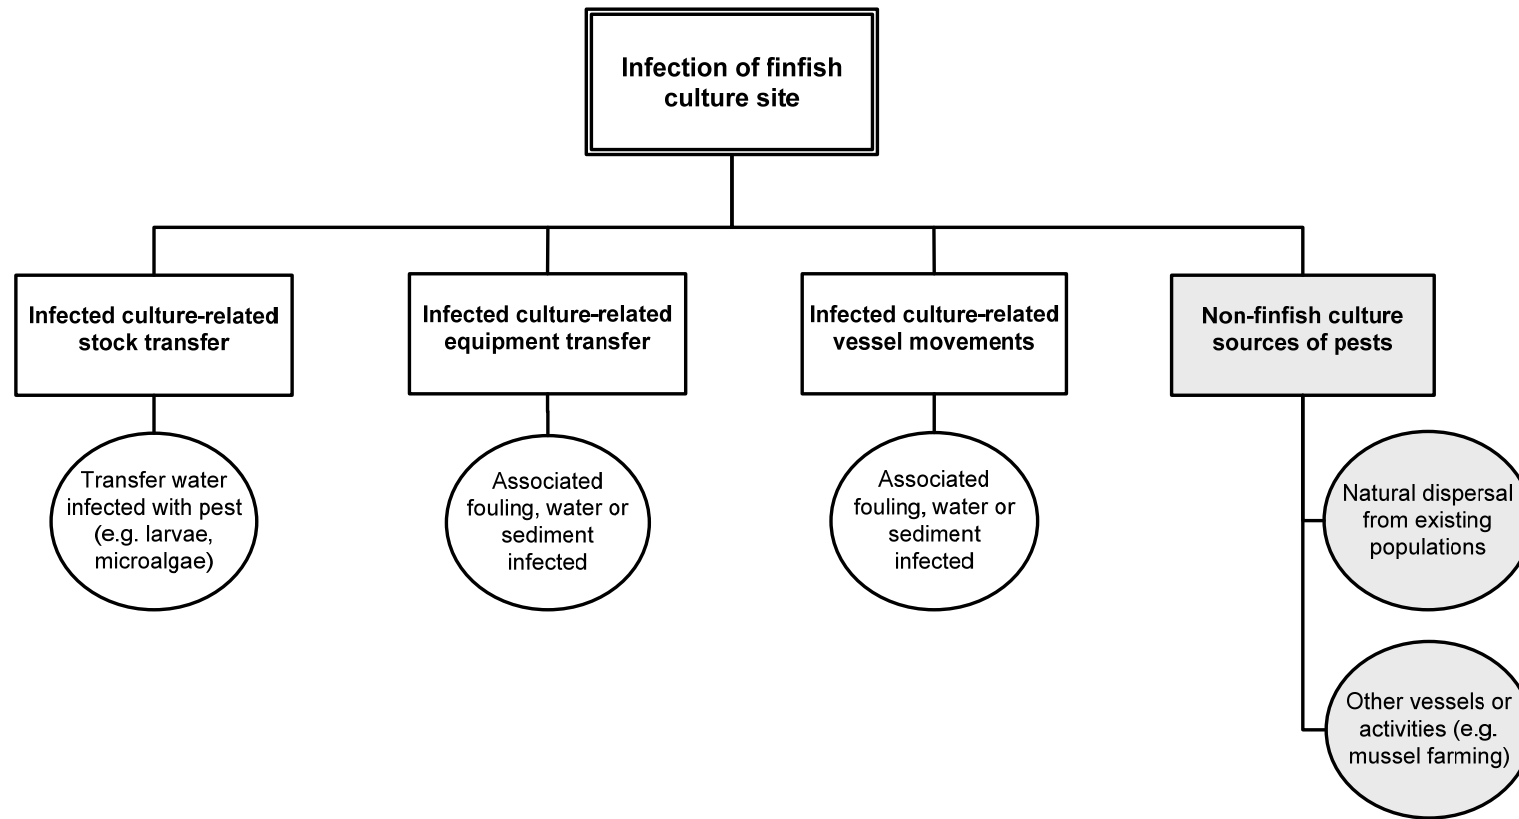 Infection of finfish
culture site
Infected culture-related
stock transfer
Infected culture-related
equipment transfer
Infected culture-related
vessel movements
Non-finfish culture
sources of pests
Transfer water
infected with pest
(e.g. larvae,
microalgae)
Associated
fouling, water or
sediment
infected
Associated
fouling, water or
sediment
infected
Natural dispersal
from existing
populations
Other vessels or
activities (e.g.
mussel farming)